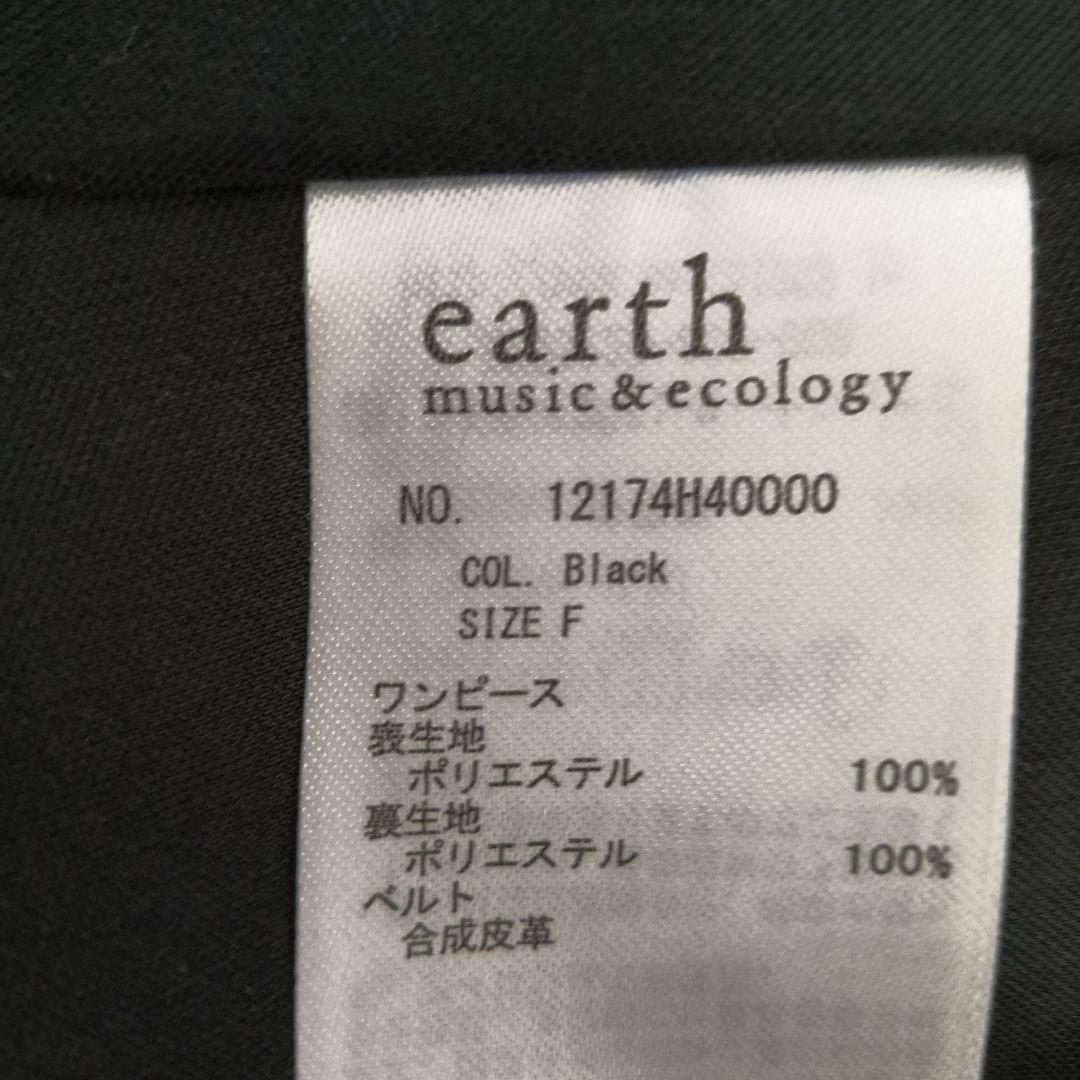 earth
music & ecology
NO. 12174H40000
COL. Black
SIZE F
ワンピース
表生地
ポリエステル 100%
裏生地
ポリエステル 100%
ベルト
合成皮革